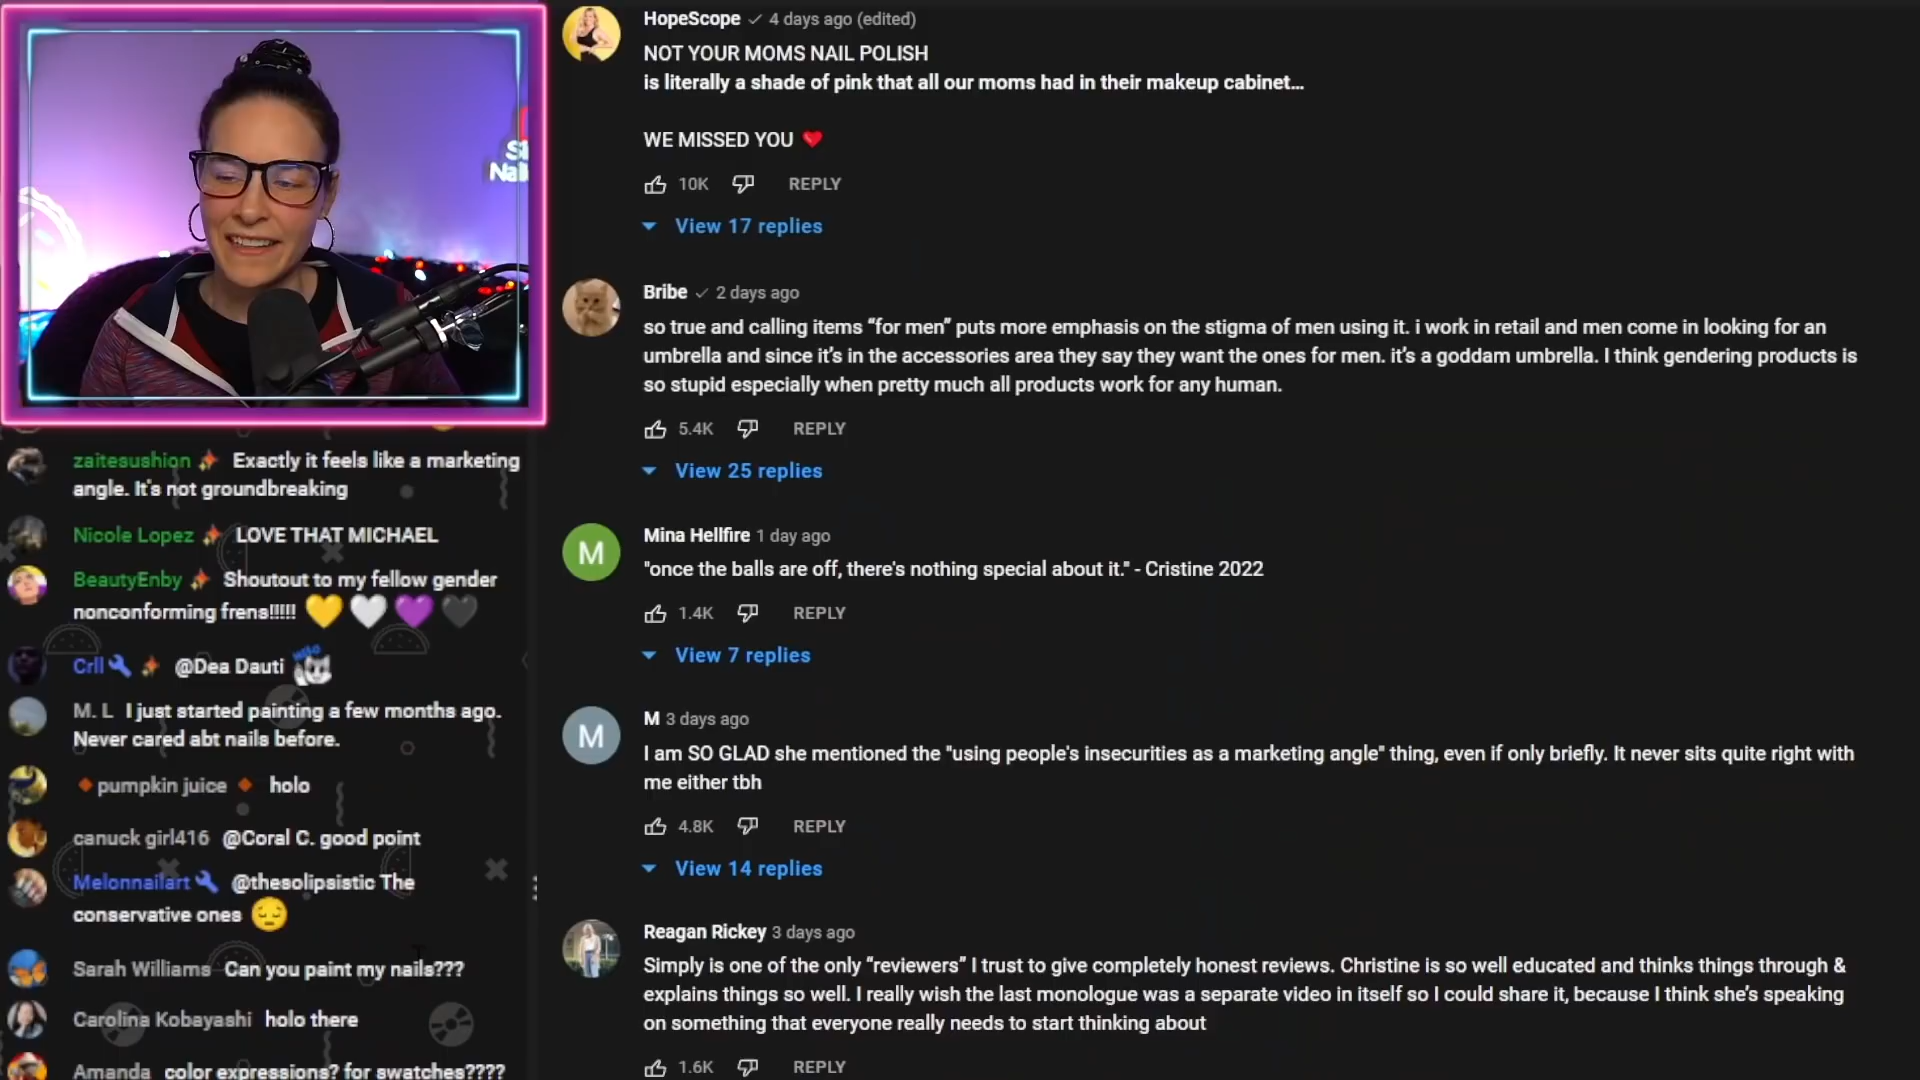 HopeScope 4 days ago (edited)
NOT YOUR MOMS NAIL POLISH
is literally a shade of pink that all our moms had in their makeup cabinet...
WE MISSED YOU ❤️
10K REPLY
View 17 replies
Bribe 2 days ago
so true and calling items “for men” puts more emphasis on the stigma of men using it. i work in retail and men come in looking for an
umbrella and since it’s in the accessories area they say they want the ones for men. it’s a goddam umbrella. I think gendering products is
so stupid especially when pretty much all products work for any human.
5.4K REPLY
View 25 replies
M
Mina Hellfire 1 day ago
"once the balls are off, there's nothing special about it." - Cristine 2022
1.4K REPLY
View 7 replies
M
M 3 days ago
I am SO GLAD she mentioned the "using people's insecurities as a marketing angle" thing, even if only briefly. It never sits quite right with
me either tbh
4.8K REPLY
View 14 replies
Reagan Rickey 3 days ago
Simply is one of the only “reviewers” I trust to give completely honest reviews. Christine is so well educated and thinks things through &
explains things so well. I really wish the last monologue was a separate video in itself so I could share it, because I think she’s speaking
on something that everyone really needs to start thinking about
1.6K REPLY
zaitesushion Exactly it feels like a marketing
angle. It's not groundbreaking
Nicole Lopez LOVE THAT MICHAEL
BeautyEnby Shoutout to my fellow gender
nonconforming frens!!!!! 💛🤍💜🖤
Crll @Dea Dauti
M. L I just started painting a few months ago.
Never cared abt nails before.
🔸pumpkin juice🔸 holo
canuck girl416 @Coral C. good point
Melonnailart @thesolipsistic The
conservative ones 😔
Sarah Williams Can you paint my nails???
Carolina Kobayashi holo there
Amanda color expressions? for swatches????